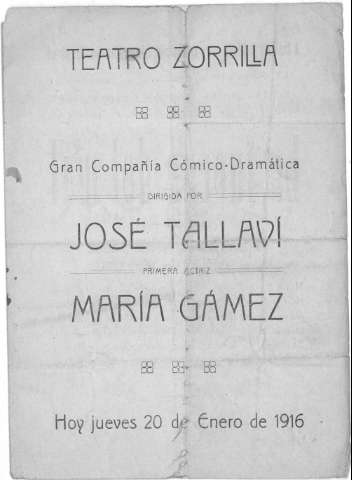 TEATRO ZORRILLA
Gran Compañía Cómico-Dramática
DIRIGIDA POR
JOSÉ TALLAVÍ
PRIMERA ACTRIZ
MARÍA GÁMEZ
Hoy jueves 20 de Enero de 1916